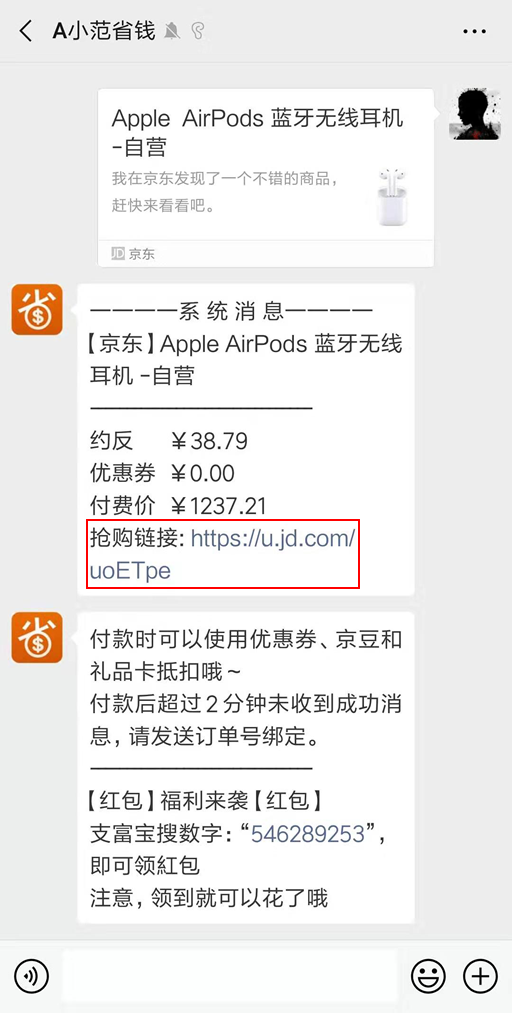 A小范省钱
Apple AirPods 蓝牙无线耳机
-自营
我在京东发现了一个不错的商品，
赶快来看看吧。
JD 京东
省
————系 统 消 息————
【京东】Apple AirPods 蓝牙无线
耳机 -自营
————————————
约反 ￥38.79
优惠券 ￥0.00
付费价 ￥1237.21
抢购链接: https://u.jd.com/
uoETpe
省
付款时可以使用优惠券、京豆和
礼品卡抵扣哦~
付款后超过2分钟未收到成功消
息，请发送订单号绑定。
————————————
【红包】福利来袭【红包】
支富宝搜数字：“546289253”，
即可领紅包
注意，领到就可以花了哦